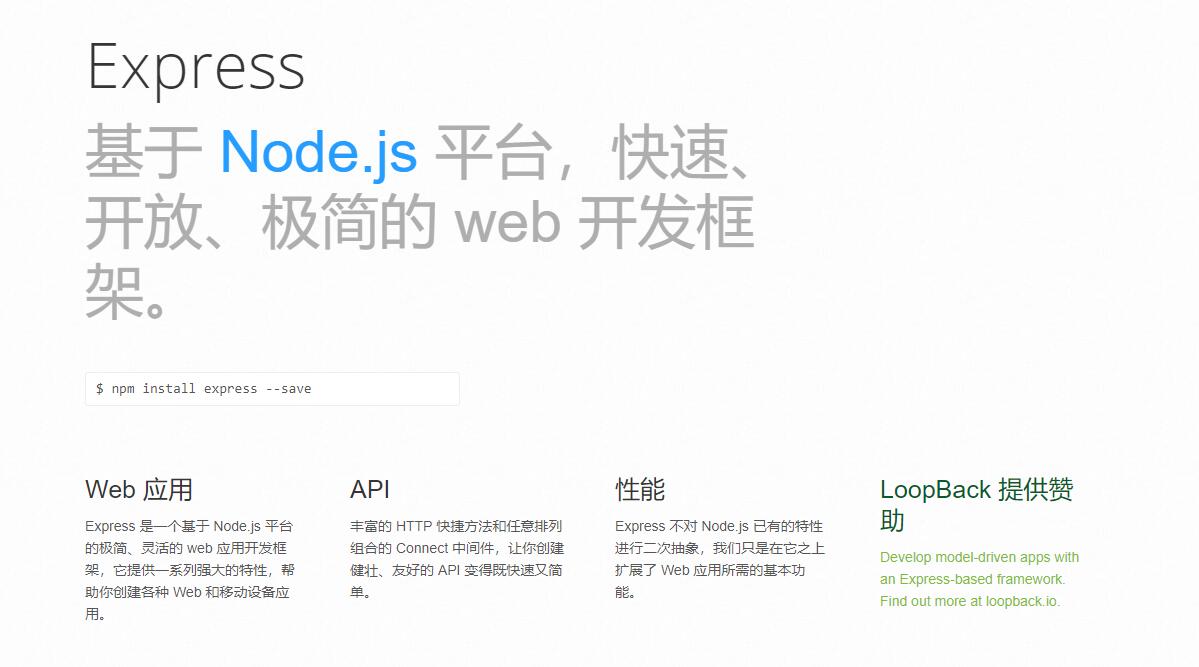 Express
基于 Node.js 平台，快速、
开放、极简的 web 开发框
架。
$ npm install express --save
Web 应用
Express 是一个基于 Node.js 平台
的极简、灵活的 web 应用开发框
架，它提供一系列强大的特性，帮
助你创建各种 Web 和移动设备应
用。
API
丰富的 HTTP 快捷方法和任意排列
组合的 Connect 中间件，让你创建
健壮、友好的 API 变得既快速又简
单。
性能
Express 不对 Node.js 已有的特性
进行二次抽象，我们只是在它之上
扩展了 Web 应用所需的基本功
能。
LoopBack 提供赞
助
Develop model-driven apps with
an Express-based framework.
Find out more at loopback.io.